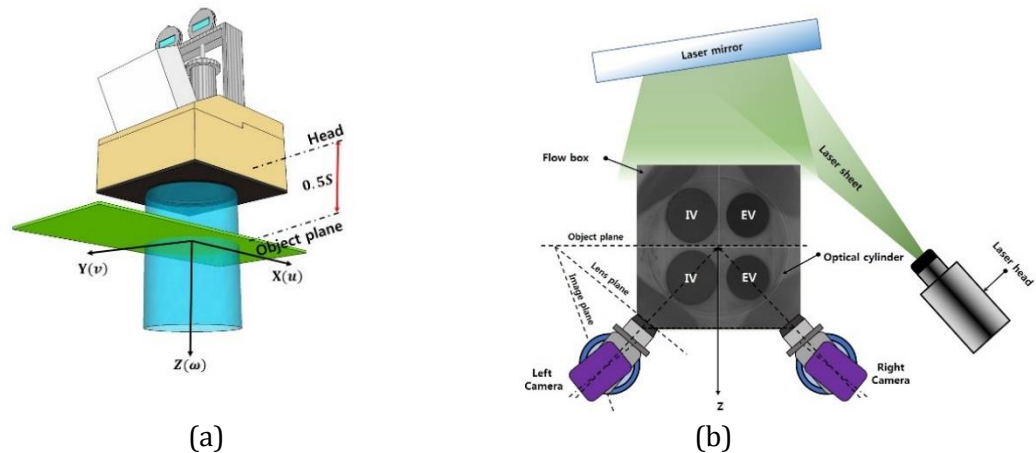 Head
0.5S
Object plane
Y(v)
X(u)
Z(ω)
(a)
Laser mirror
Flow box
Laser sheet
IV
EV
Object plane
Lens plane
Image plane
Optical cylinder
IV
EV
Laser head
Left
Camera
Right
Camera
Z
(b)